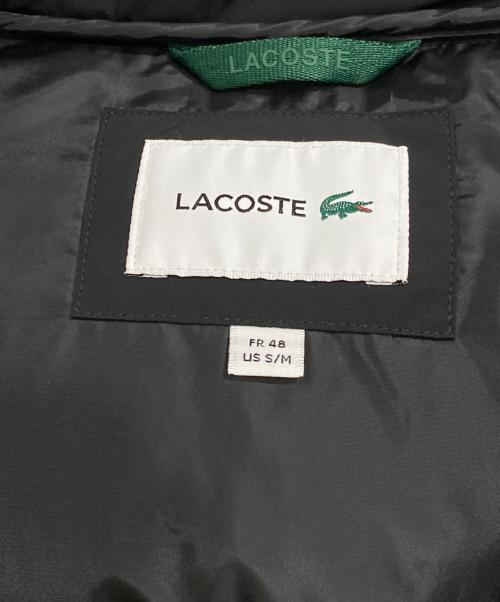 LACOSTE
LACOSTE
FR 48
US S/M